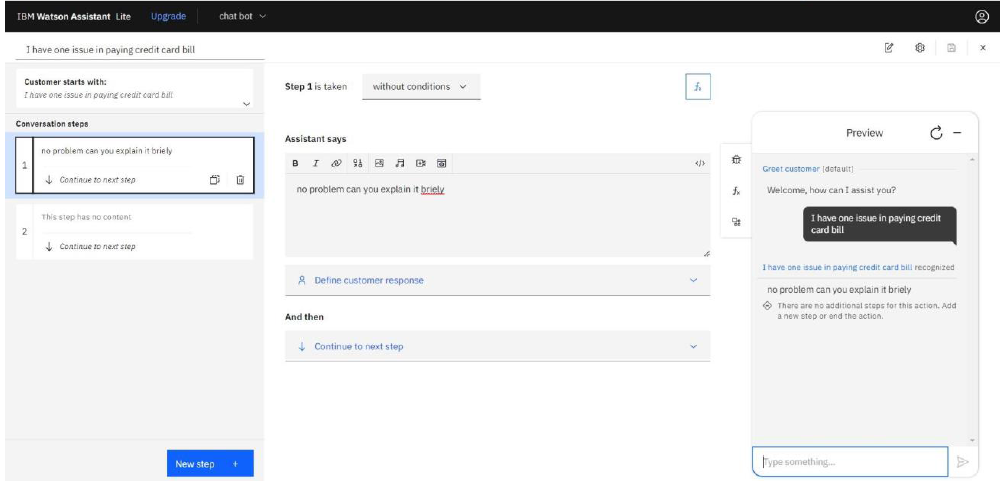 IBM Watson Assistant Lite Upgrade chat bot
I have one issue in paying credit card bill
Customer starts with:
I have one issue in paying credit card bill
Conversation steps
1
no problem can you explain it briely
Continue to next step
2
This step has no content
Continue to next step
New step +
Step 1 is taken without conditions
fx
Assistant says
B I
</>
no problem can you explain it briely
Define customer response
And then
Continue to next step
fx
Preview
Greet customer (default)
Welcome, how can I assist you?
I have one issue in paying credit
card bill
I have one issue in paying credit card bill recognized
no problem can you explain it briely
There are no additional steps for this action. Add
a new step or end the action.
Type something...